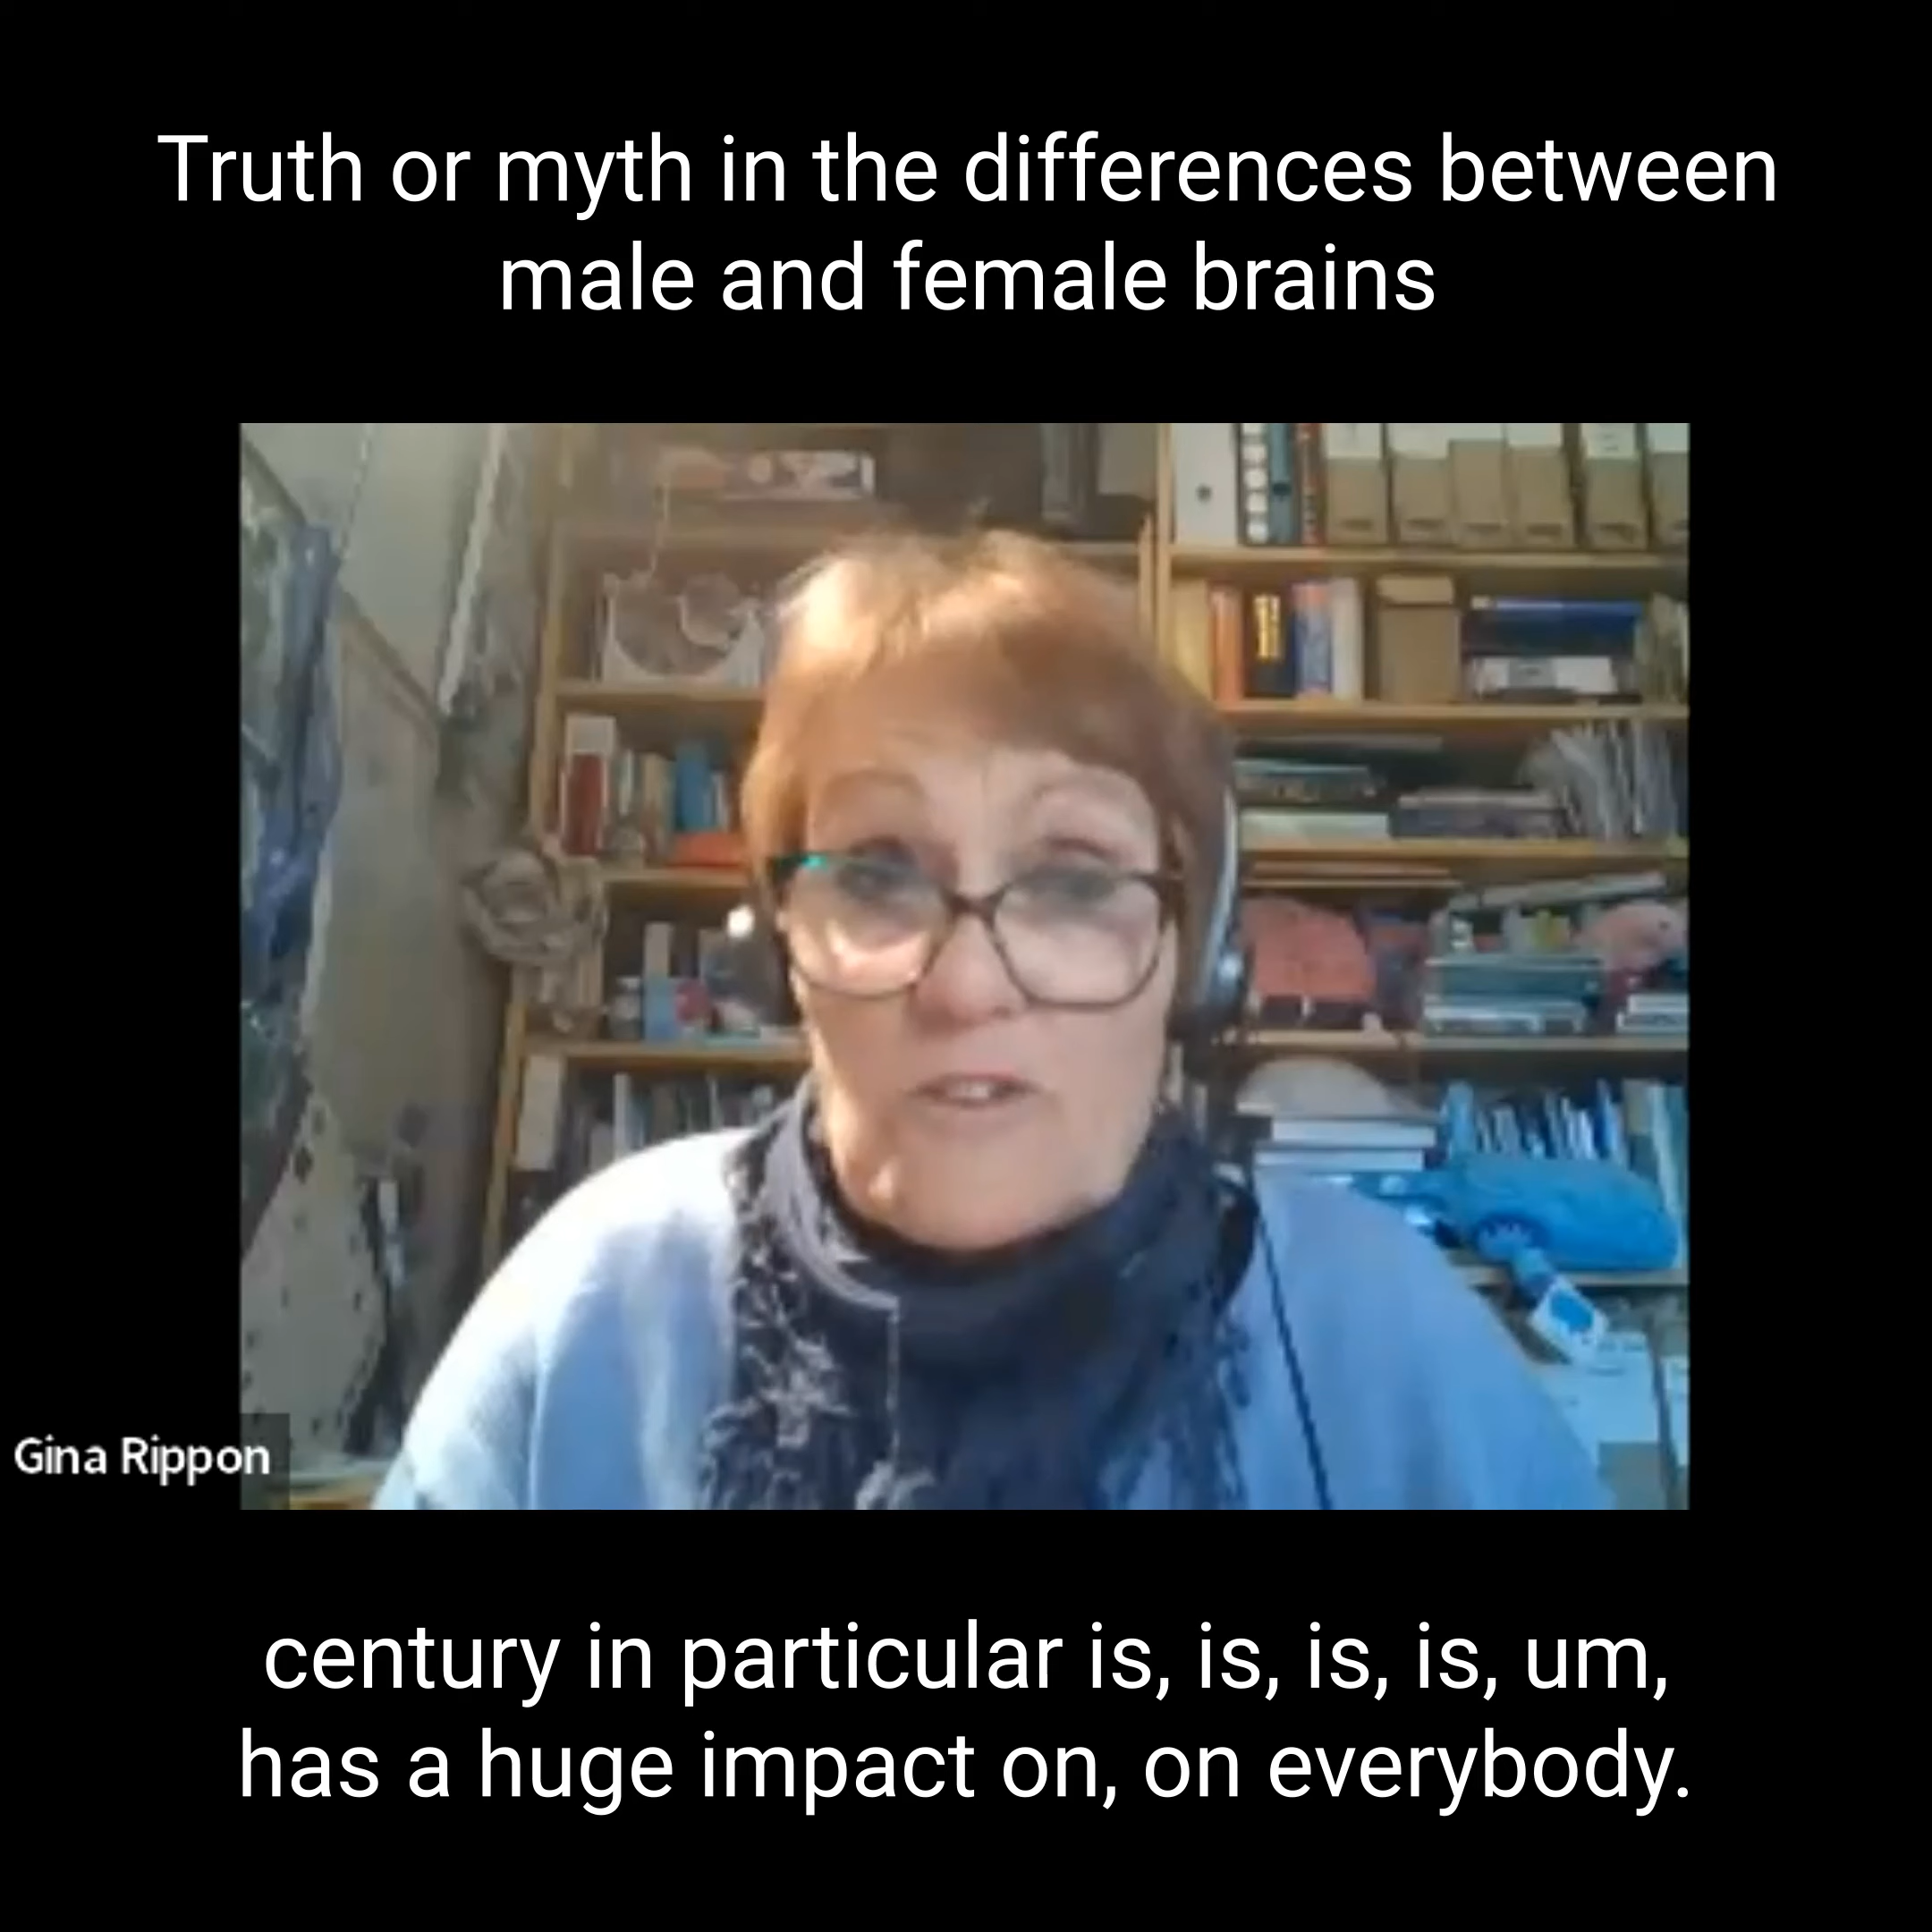 Truth or myth in the differences between
male and female brains
Gina Rippon
century in particular is, is, is, is, um,
has a huge impact on, on everybody.